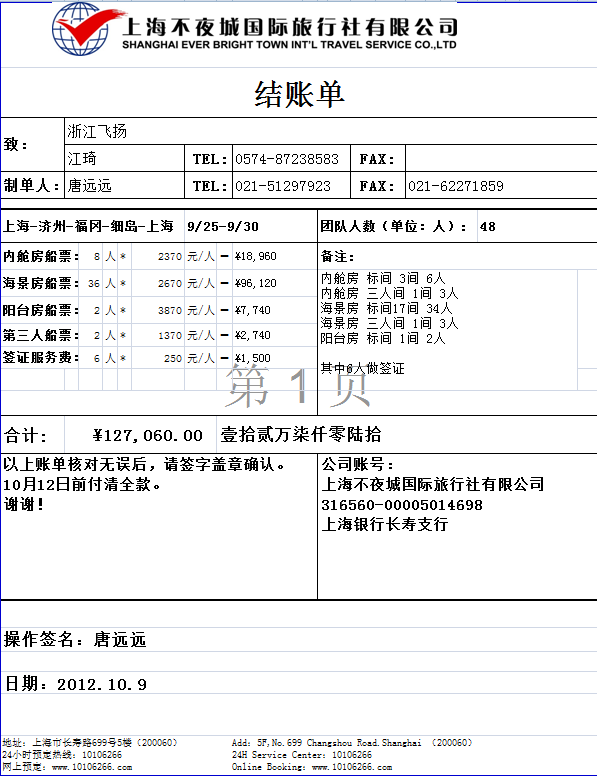 上海不夜城国际旅行社有限公司
SHANGHAI EVER BRIGHT TOWN INT'L TRAVEL SERVICE CO.,LTD
结账单
致： 浙江飞扬
江琦 TEL: 0574-87238583 FAX:
制单人: 唐远远 TEL: 021-51297923 FAX: 021-62271859
上海-济州-福冈-细岛-上海 9/25-9/30 团队人数（单位：人）: 48
内舱房船票: 8 人 * 2370 元/人 - ¥18,960 备注:
海景房船票: 36 人 * 2670 元/人 - ¥96,120
阳台房船票: 2 人 * 3870 元/人 - ¥7,740
第三人船票: 2 人 * 1370 元/人 - ¥2,740
签证服务费: 6 人 * 250 元/人 - ¥1,500
内舱房 标间 3间 6人
内舱房 三人间 1间 3人
海景房 标间17间 34人
海景房 三人间 1间 3人
阳台房 标间 1间 2人
其中6人做签证
第 1 页
合计: ¥127,060.00 壹拾贰万柒仟零陆拾
以上账单核对无误后，请签字盖章确认。
10月12日前付清全款。
谢谢！
公司账号:
上海不夜城国际旅行社有限公司
316560-00005014698
上海银行长寿支行
操作签名: 唐远远
日期: 2012.10.9
地址: 上海市长寿路699号5楼（200060） Add: 5F,No.699 Changshou Road.Shanghai （200060）
24小时预定热线: 10106266 24H Service Center: 10106266
网上预定: www.10106266.com Online Booking: www.10106266.com